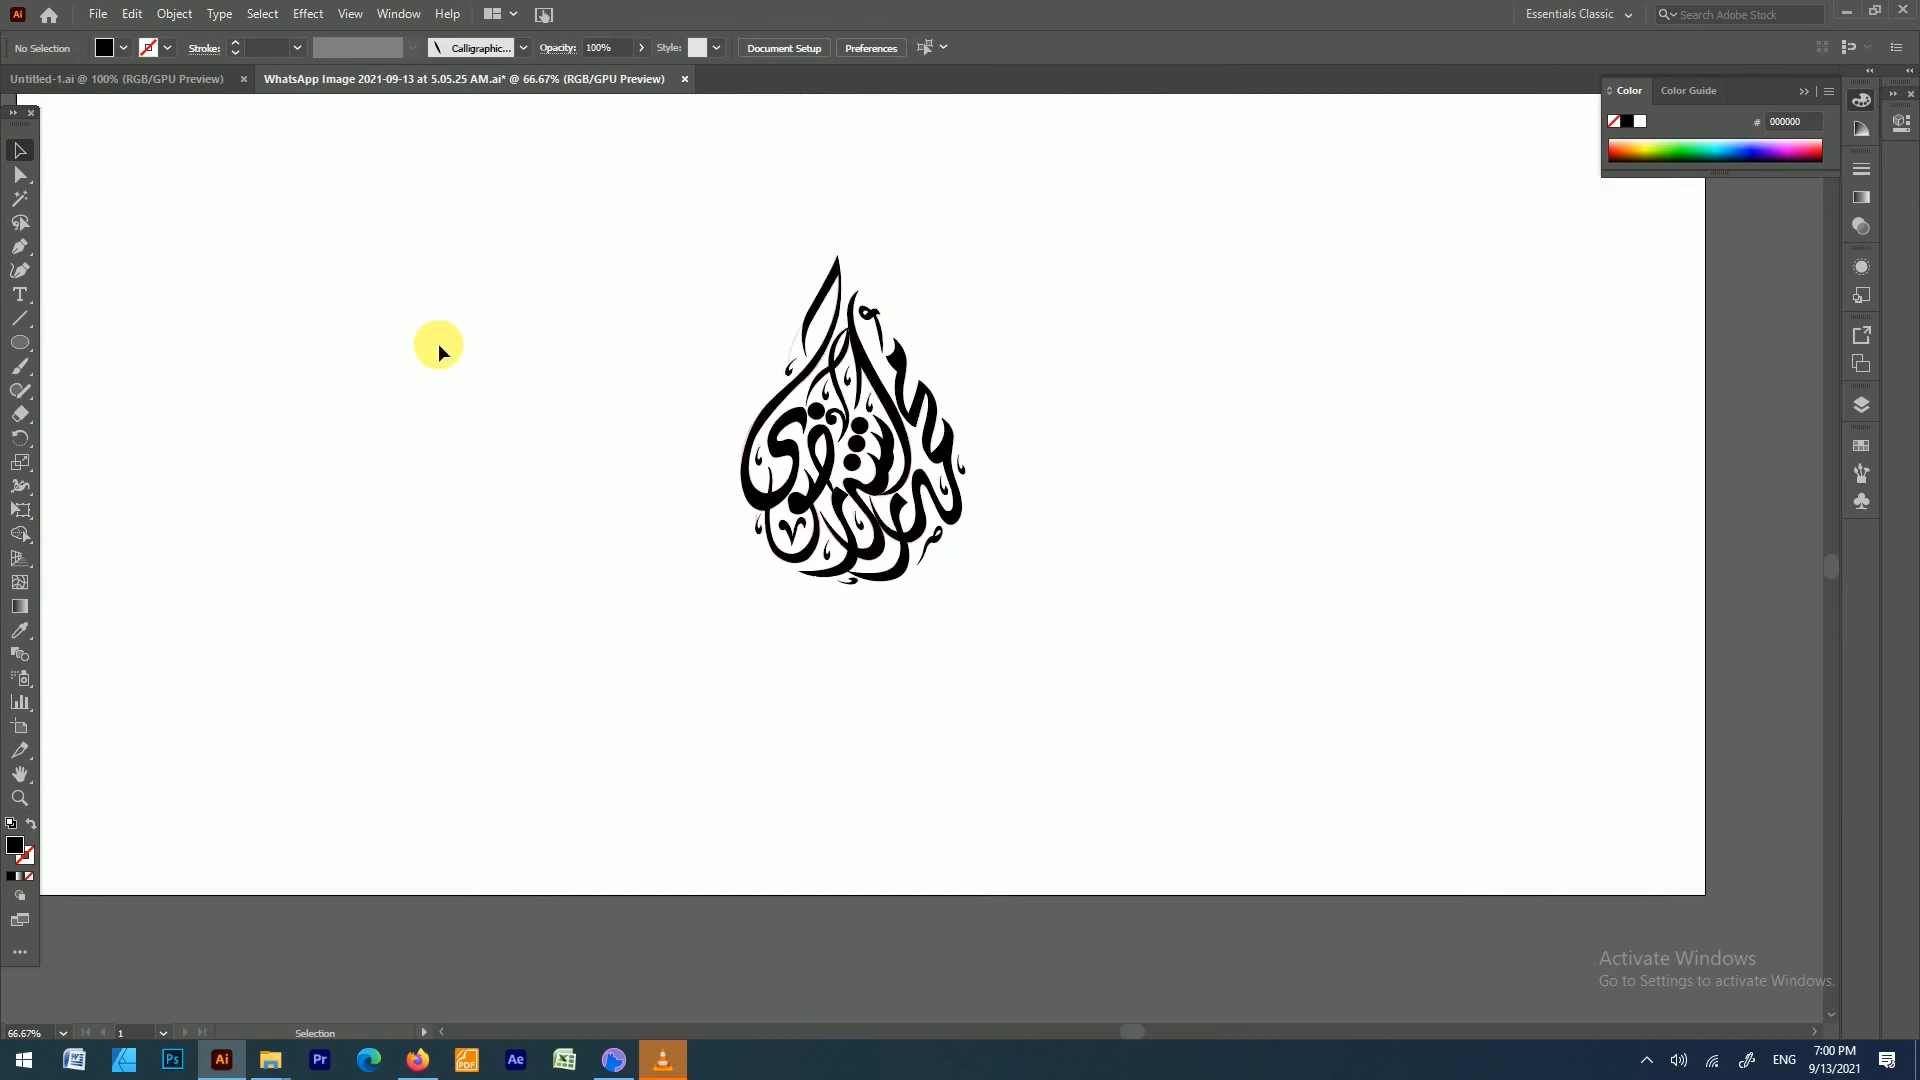 File Edit Object Type Select Effect View Window Help
Essentials Classic
Search Adobe Stock
No Selection
Stroke:
Calligraphic...
Opacity: 100%
Style:
Document Setup
Preferences
Untitled-1.ai @ 100% (RGB/GPU Preview)
WhatsApp Image 2021-09-13 at 5.05.25 AM.ai* @ 66.67% (RGB/GPU Preview)
Color
Color Guide
# 000000
Activate Windows
Go to Settings to activate Windows.
66.67%
1
Selection
ENG
7:00 PM
9/13/2021